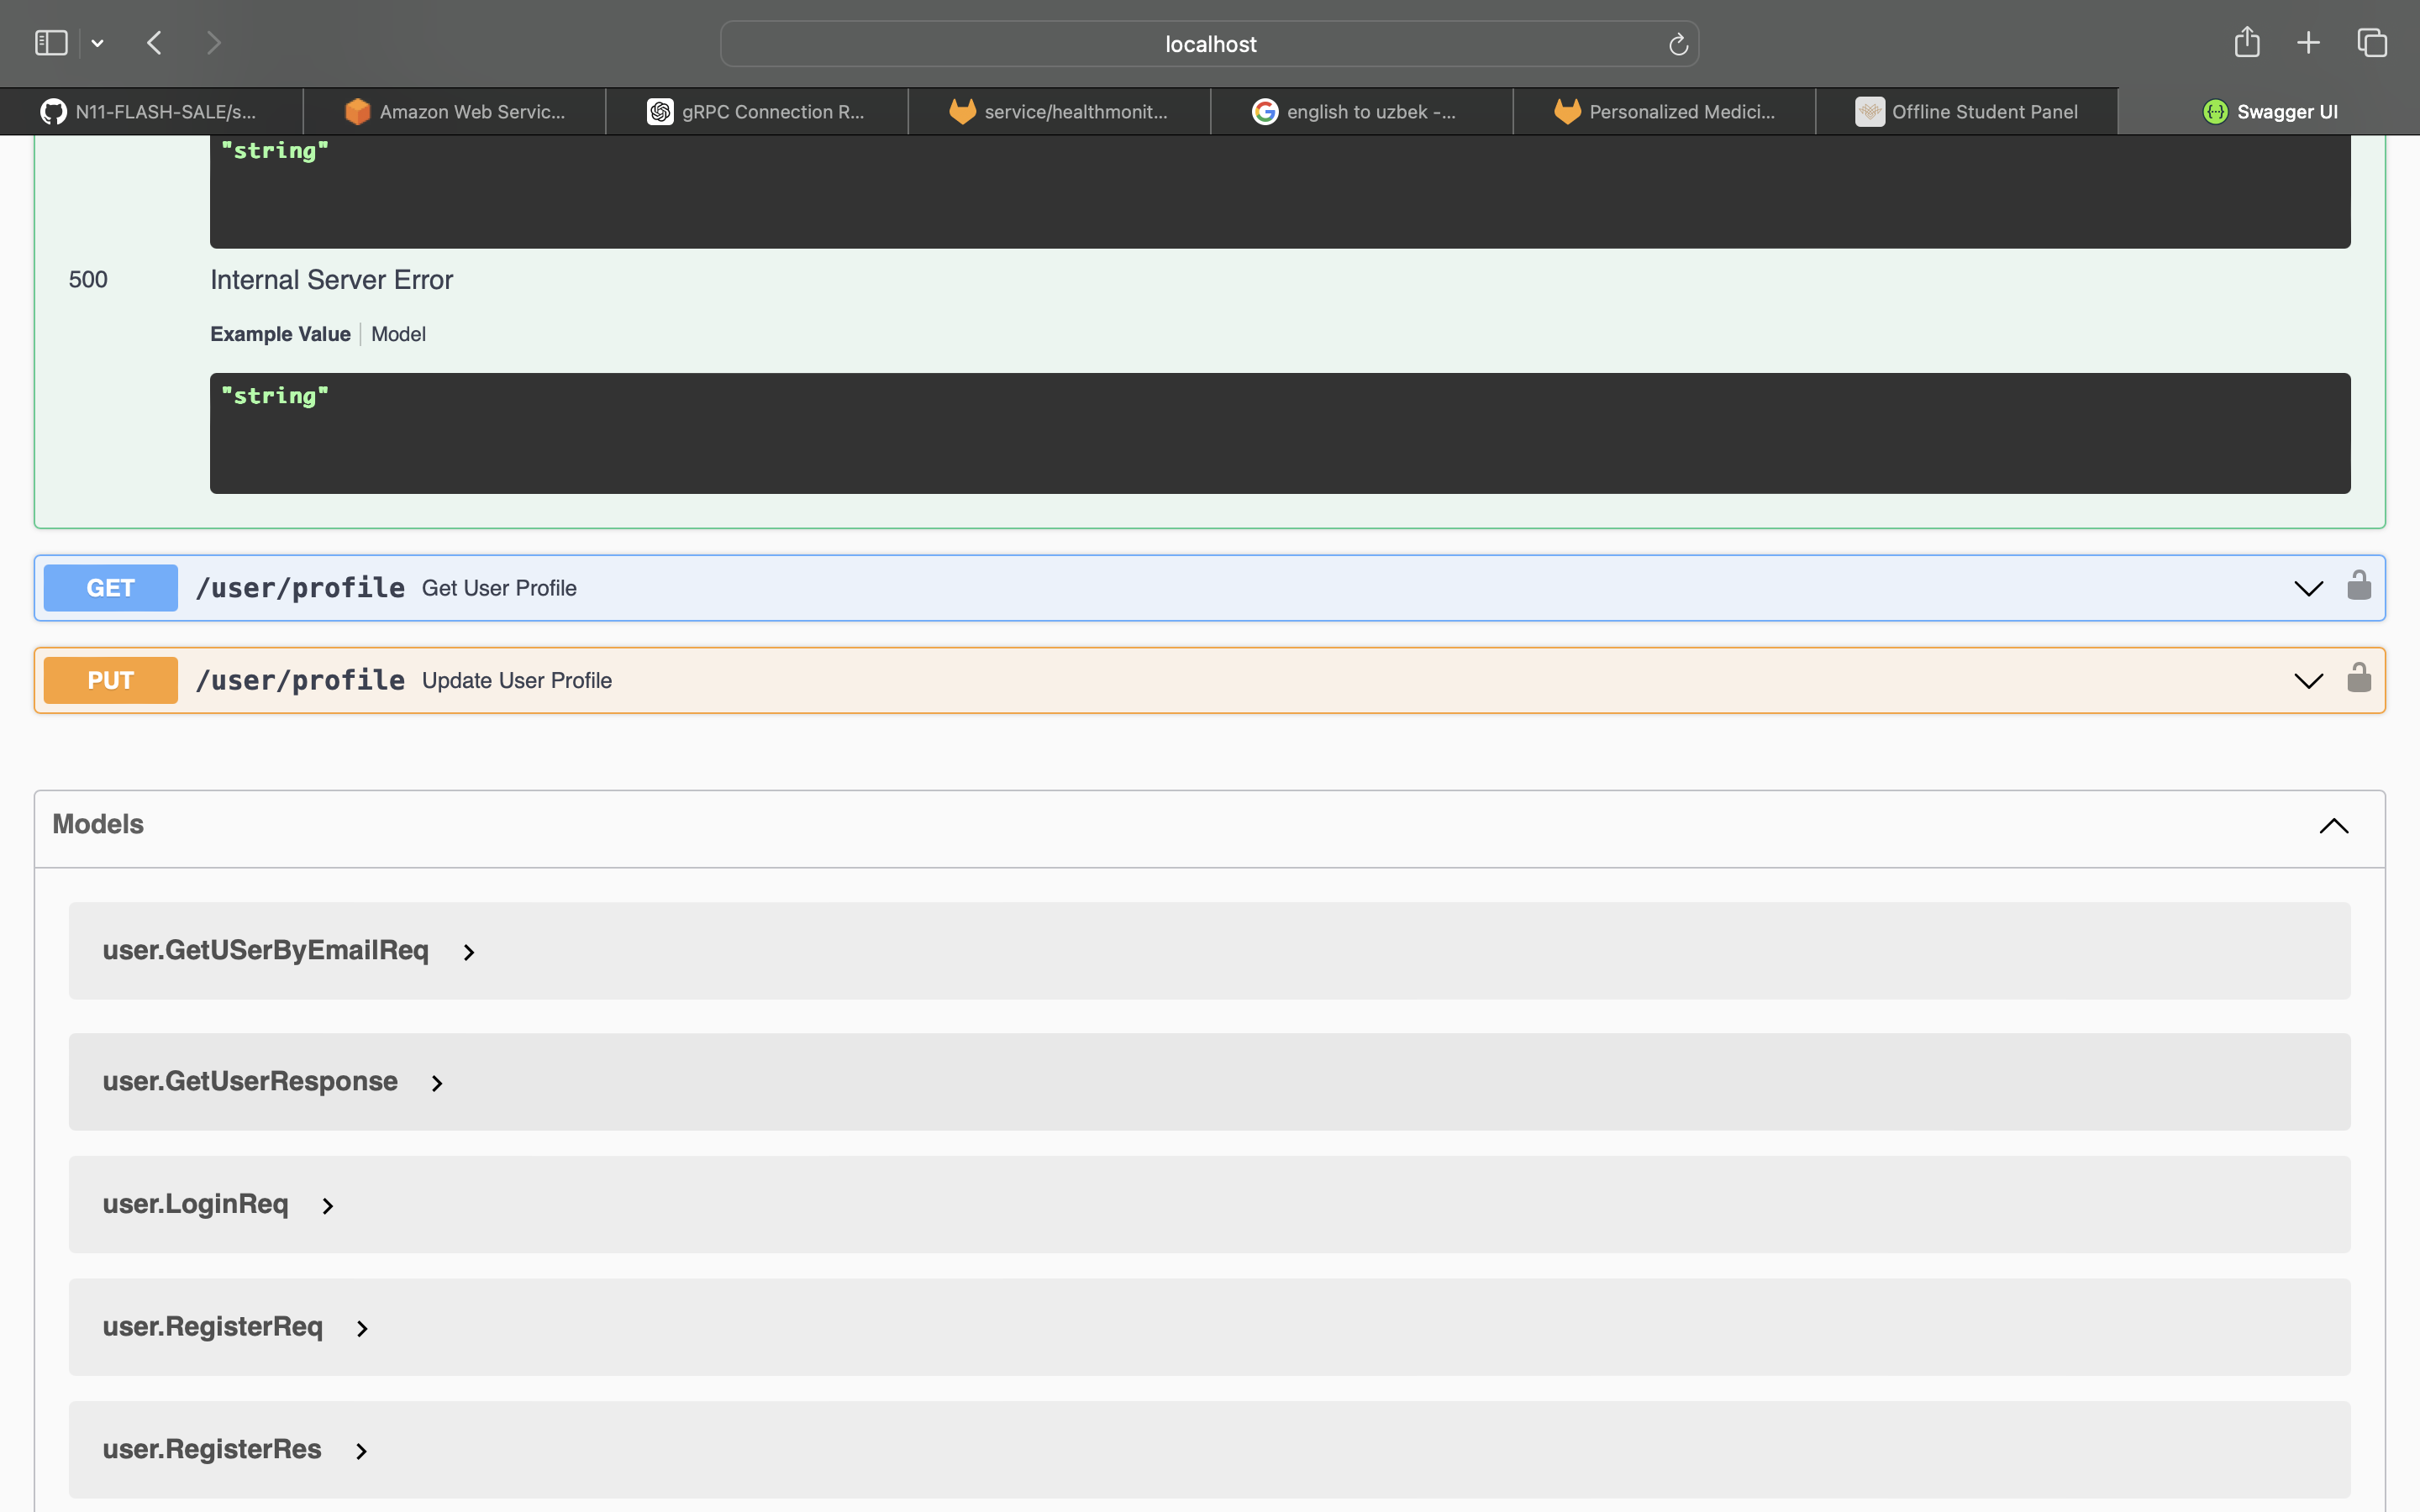 localhost
N11-FLASH-SALE/s...
Amazon Web Servic...
gRPC Connection R...
service/healthmonit...
english to uzbek -...
Personalized Medici...
Offline Student Panel
Swagger UI
"string"
500 Internal Server Error
Example Value Model
"string"
GET /user/profile Get User Profile
PUT /user/profile Update User Profile
Models
user.GetUSerByEmailReq
user.GetUserResponse
user.LoginReq
user.RegisterReq
user.RegisterRes